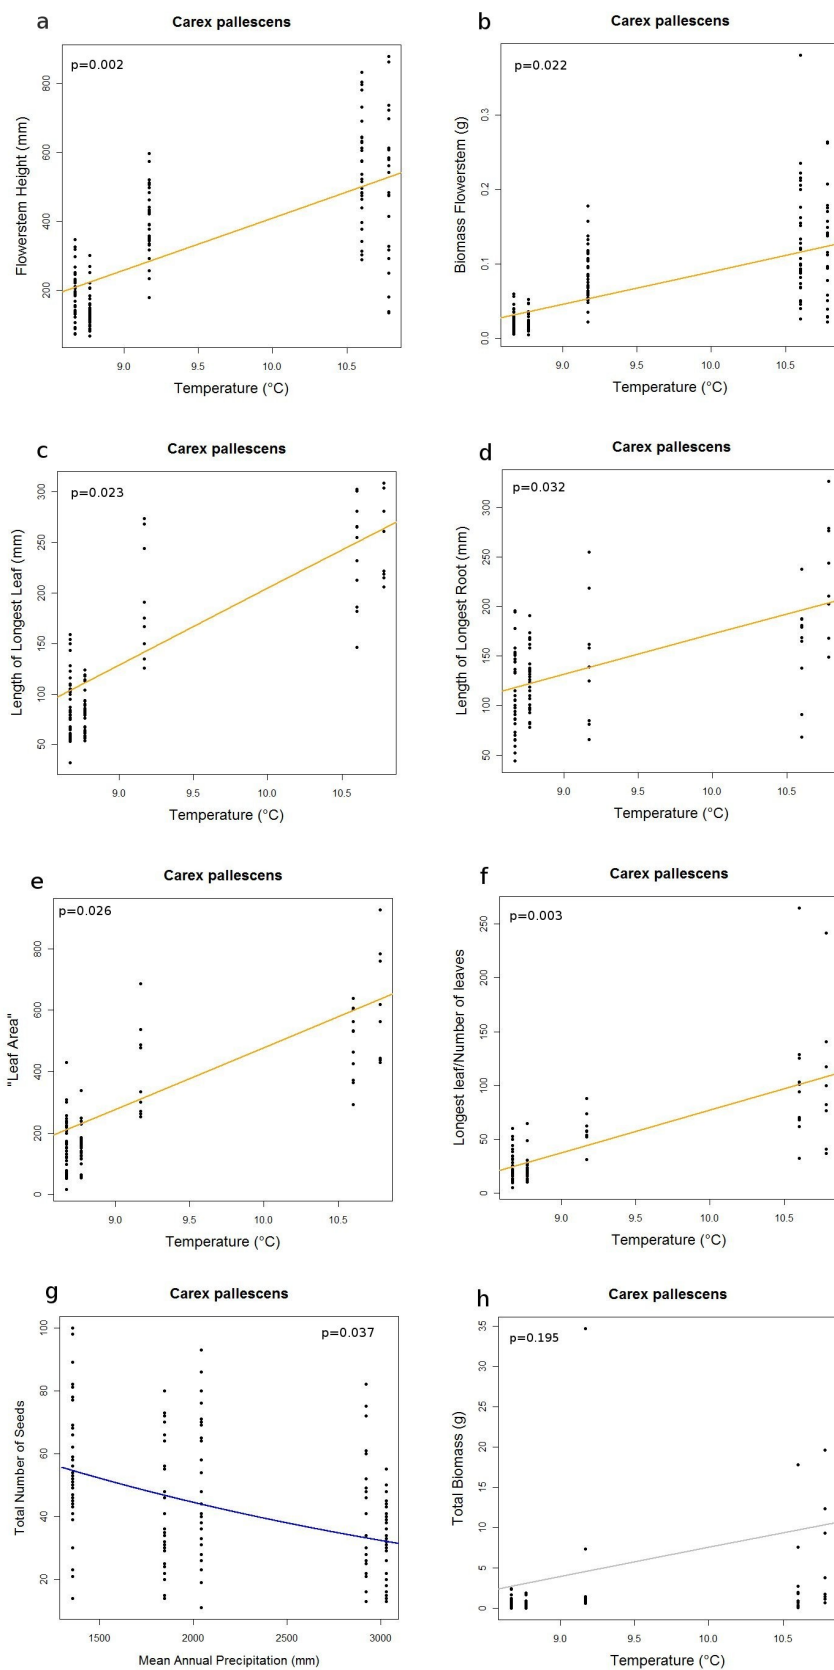 a
Carex pallescens
p=0.002
Flowerstem Height (mm)
200
400
600
800
9.0
9.5
10.0
10.5
Temperature (°C)
b
Carex pallescens
p=0.022
Biomass Flowerstem (g)
0.0
0.1
0.2
0.3
9.0
9.5
10.0
10.5
Temperature (°C)
c
Carex pallescens
p=0.023
Length of Longest Leaf (mm)
50
100
150
200
250
300
9.0
9.5
10.0
10.5
Temperature (°C)
d
Carex pallescens
p=0.032
Length of Longest Root (mm)
50
100
150
200
250
300
9.0
9.5
10.0
10.5
Temperature (°C)
e
Carex pallescens
p=0.026
"Leaf Area"
0
200
400
600
800
9.0
9.5
10.0
10.5
Temperature (°C)
f
Carex pallescens
p=0.003
Longest leaf/Number of leaves
0
50
100
150
200
250
9.0
9.5
10.0
10.5
Temperature (°C)
g
Carex pallescens
p=0.037
Total Number of Seeds
20
40
60
80
100
1500
2000
2500
3000
Mean Annual Precipitation (mm)
h
Carex pallescens
p=0.195
Total Biomass (g)
0
5
10
15
20
25
30
35
9.0
9.5
10.0
10.5
Temperature (°C)